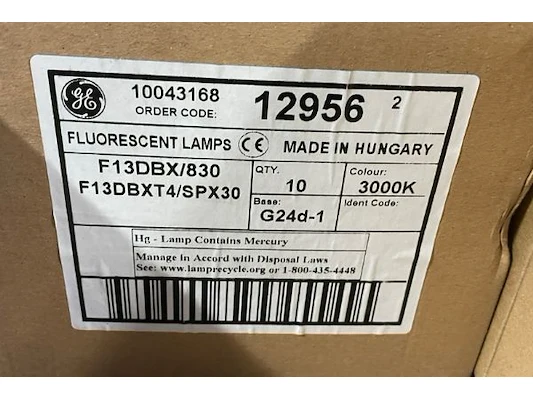 GE
10043168
ORDER CODE: 12956 2
FLUORESCENT LAMPS CE MADE IN HUNGARY
F13DBX/830
F13DBXT4/SPX30
QTY.
10
Colour:
3000K
Base:
G24d-1
Ident Code:
Hg - Lamp Contains Mercury
Manage in Accord with Disposal Laws
See: www.lamprecycle.org or 1-800-435-4448